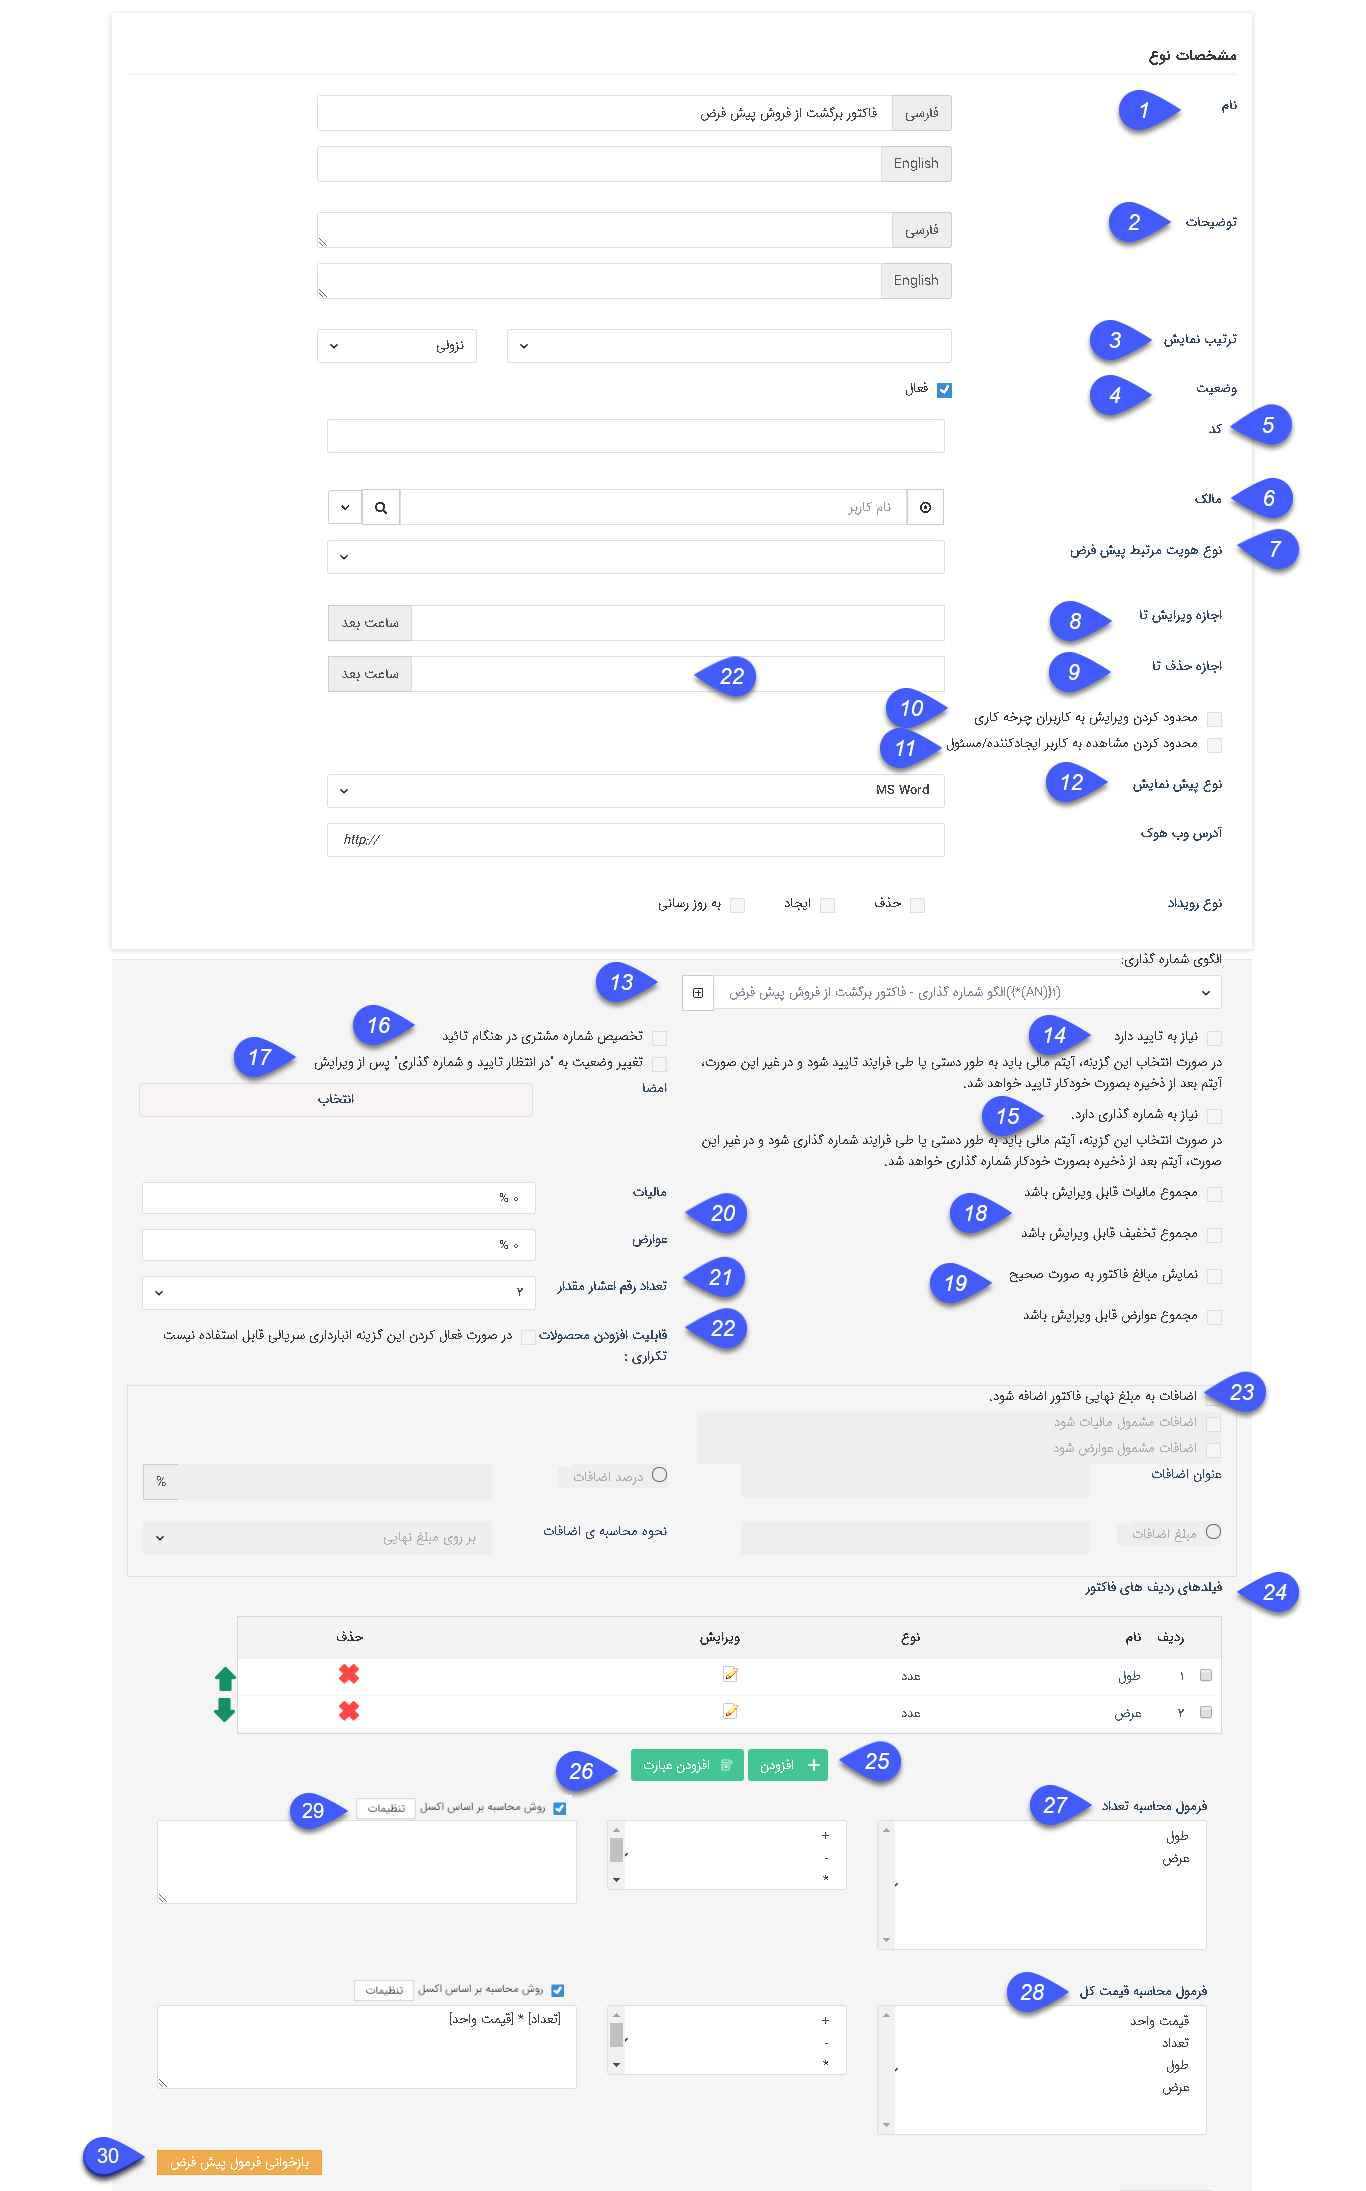 مشخصات نوع
نام
1
فارسی
فاکتور برگشت از فروش پیش فرض
English
توضیحات
2
فارسی
English
ترتیب نمایش
3
نزولی
وضعیت
4
فعال
کد
5
مالک
6
نام کاربر
نوع هویت مرتبط پیش فرض
7
اجازه ویرایش تا
8
ساعت بعد
اجازه حذف تا
9
22
ساعت بعد
محدود کردن ویرایش به کاربران چرخه کاری
10
محدود کردن مشاهده به کاربر ایجادکننده/مسئول
11
نوع پیش نمایش
12
MS Word
آدرس وب هوک
http://
نوع رویداد
حذف
ایجاد
به روز رسانی
الگوی شماره گذاری:
13
نیاز به تایید دارد
14
در صورت انتخاب این گزینه، آیتم مالی باید به طور دستی یا طی فرایند تایید شود و در غیر این صورت،
آیتم بعد از ذخیره بصورت خودکار تایید خواهد شد.
نیاز به شماره گذاری دارد.
15
در صورت انتخاب این گزینه، آیتم مالی باید به طور دستی یا طی فرایند شماره گذاری شود و در غیر این
صورت، آیتم بعد از ذخیره بصورت خودکار شماره گذاری خواهد شد.
تخصیص شماره مشتری در هنگام تائید
16
تغییر وضعیت به "در انتظار تایید و شماره گذاری" پس از ویرایش
17
امضا
انتخاب
مجموع مالیات قابل ویرایش باشد
18
مجموع تخفیف قابل ویرایش باشد
نمایش مبالغ فاکتور به صورت صحیح
19
مجموع عوارض قابل ویرایش باشد
مالیات
20
% ۰
عوارض
% ۰
تعداد رقم اعشار مقدار
21
۲
قابلیت افزودن محصولات
تکراری :
22
در صورت فعال کردن این گزینه انبارداری سریالی قابل استفاده نیست
23
اضافات به مبلغ نهایی فاکتور اضافه شود.
اضافات مشمول مالیات شود
اضافات مشمول عوارض شود
عنوان اضافات
درصد اضافات
%
مبلغ اضافات
نحوه محاسبه ی اضافات
بر روی مبلغ نهایی
فیلدهای ردیف های فاکتور
24
ردیف
نام
نوع
ویرایش
حذف
۱
طول
عدد
۲
عرض
عدد
25
افزودن
افزودن عبارت
26
فرمول محاسبه تعداد
27
روش محاسبه بر اساس اکسل
تنظیمات
29
طول
عرض
+
-
*
فرمول محاسبه قیمت کل
28
روش محاسبه بر اساس اکسل
تنظیمات
قیمت واحد
تعداد
طول
عرض
+
-
*
[تعداد] * [قیمت واحد]
بازخوانی فرمول پیش فرض
30